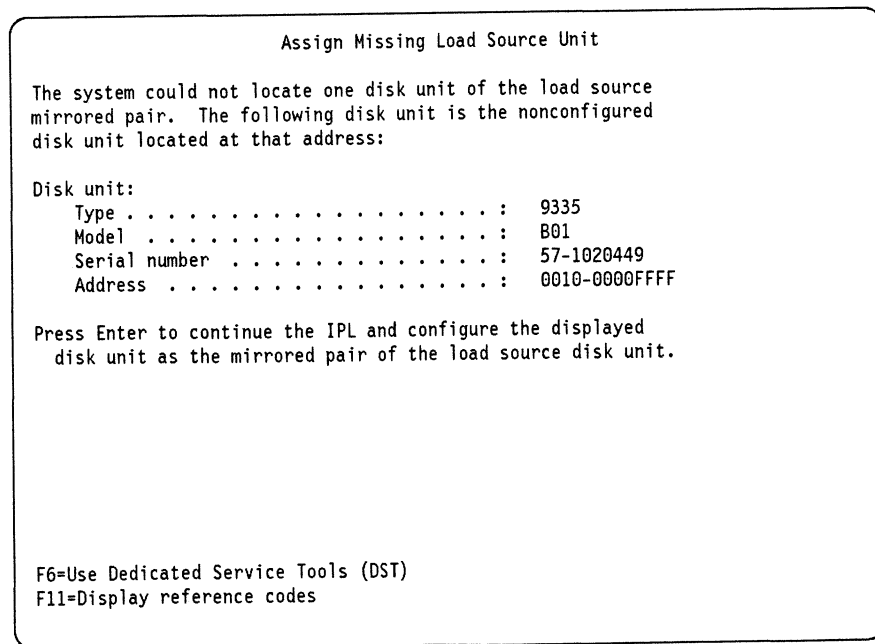 Assign Missing Load Source Unit
The system could not locate one disk unit of the load source
mirrored pair. The following disk unit is the nonconfigured
disk unit located at that address:
Disk unit:
Type . . . . . . . . . . . . . . . . . . : 9335
Model . . . . . . . . . . . . . . . . . : B01
Serial number . . . . . . . . . . . . . : 57-1020449
Address . . . . . . . . . . . . . . . . : 0010-0000FFFF
Press Enter to continue the IPL and configure the displayed
disk unit as the mirrored pair of the load source disk unit.
F6=Use Dedicated Service Tools (DST)
F11=Display reference codes